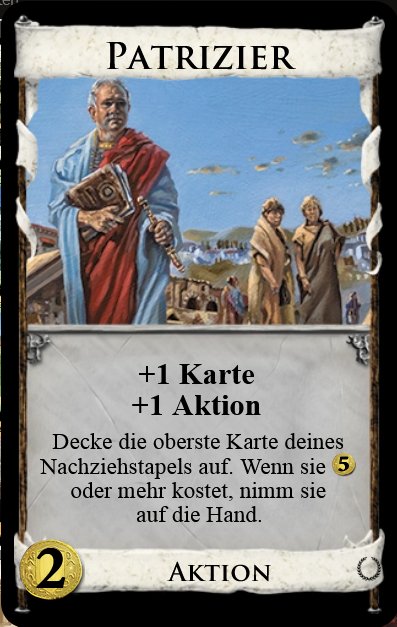 PATRIZIER
+1 Karte
+1 Aktion
Decke die oberste Karte deines
Nachziehstapels auf. Wenn sie 5
oder mehr kostet, nimm sie
auf die Hand.
2
AKTION